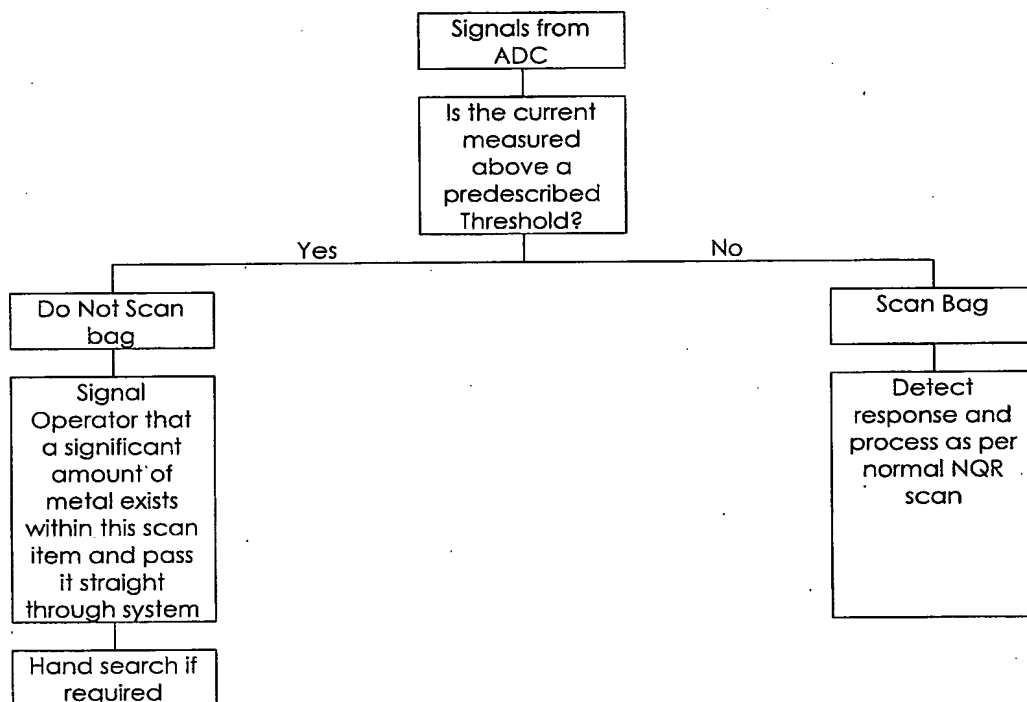 Signals from
ADC
Is the current
measured
above a
predescribed
Threshold?
Yes
No
Do Not Scan
bag
Scan Bag
Signal
Operator that
a significant
amount of
metal exists
within this scan
item and pass
it straight
through system
Detect
response and
process as per
normal NQR
scan
Hand search if
required